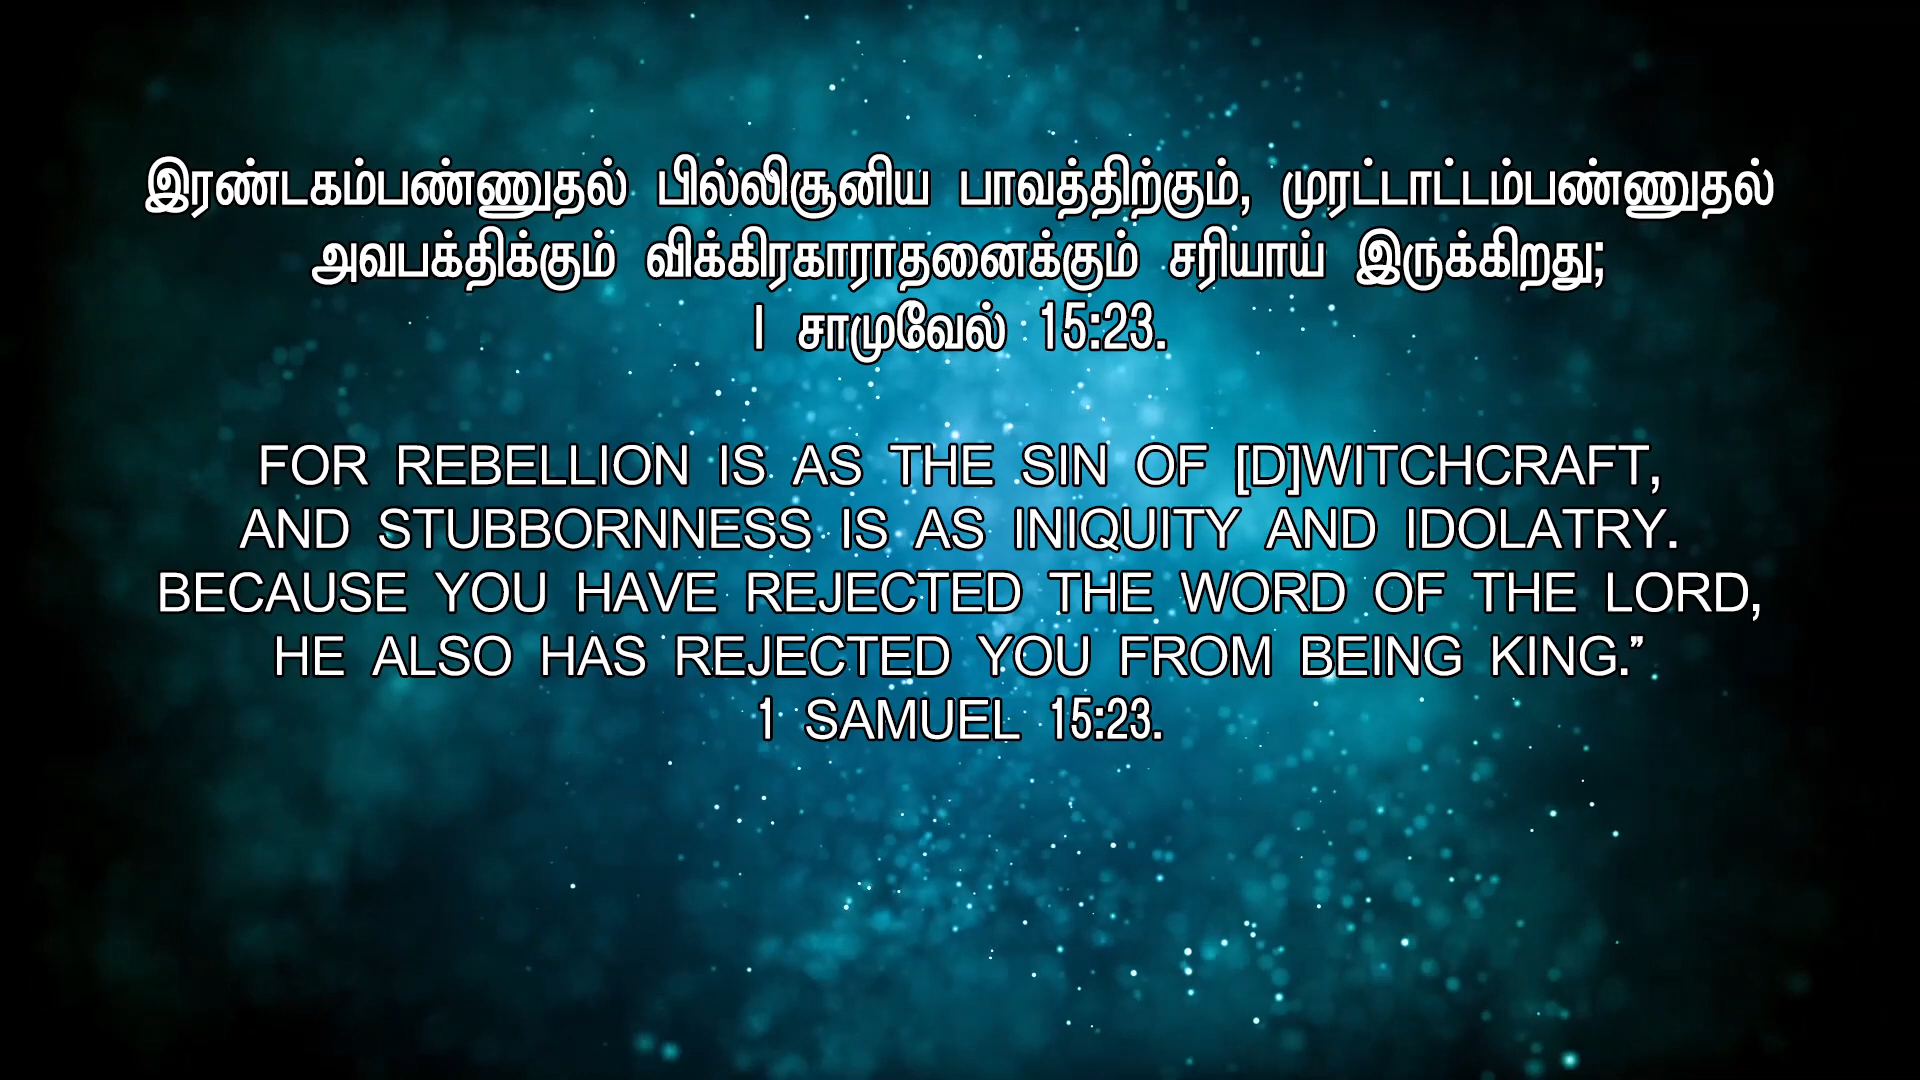 இரண்டகம்பண்ணுதல் பில்லிசூனிய பாவத்திற்கும், முரட்டாட்டம்பண்ணுதல்
அவபக்திக்கும் விக்கிரகாராதனைக்கும் சரியாய் இருக்கிறது;
I சாமுவேல் 15:23.
FOR REBELLION IS AS THE SIN OF [D]WITCHCRAFT,
AND STUBBORNNESS IS AS INIQUITY AND IDOLATRY.
BECAUSE YOU HAVE REJECTED THE WORD OF THE LORD,
HE ALSO HAS REJECTED YOU FROM BEING KING.”
1 SAMUEL 15:23.